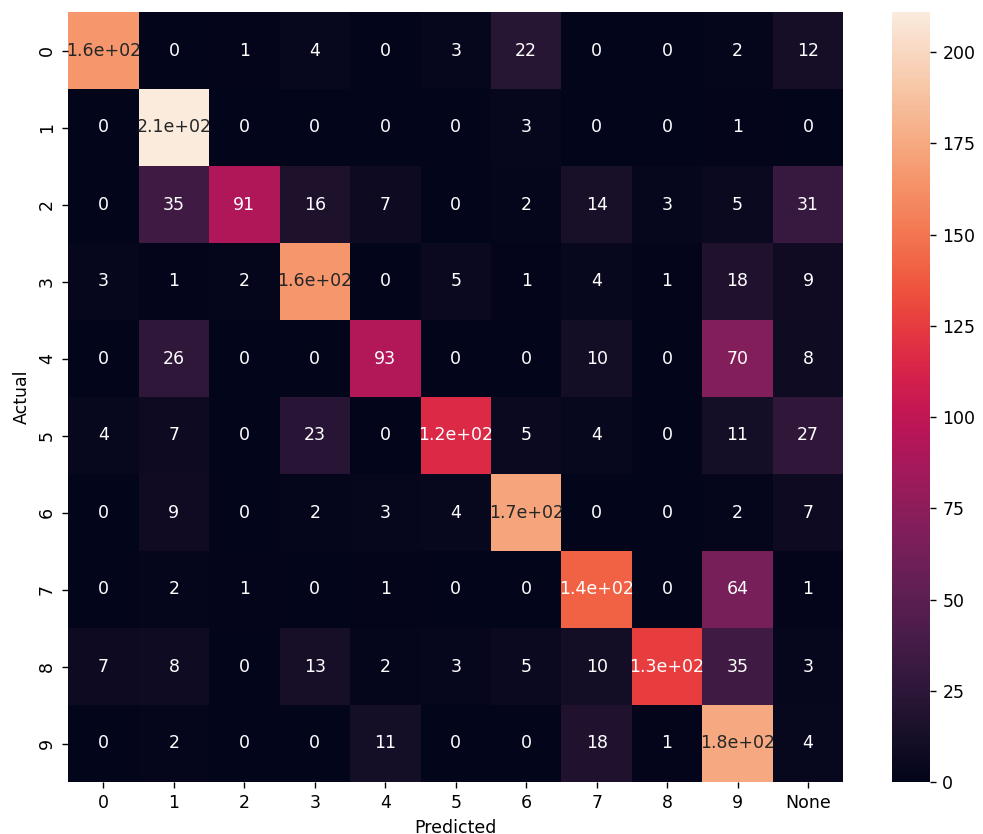 0 1.6e+02 0 1 4 0 3 22 0 0 2 12
1 0 2.1e+02 0 0 0 0 3 0 0 1 0
2 0 35 91 16 7 0 2 14 3 5 31
3 3 1 2 1.6e+02 0 5 1 4 1 18 9
4 0 26 0 0 93 0 0 10 0 70 8
5 4 7 0 23 0 1.2e+02 5 4 0 11 27
6 0 9 0 2 3 4 1.7e+02 0 0 2 7
7 0 2 1 0 1 0 0 1.4e+02 0 64 1
8 7 8 0 13 2 3 5 10 1.3e+02 35 3
9 0 2 0 0 11 0 0 18 1 1.8e+02 4
0 1 2 3 4 5 6 7 8 9 None
Predicted
Actual
200
175
150
125
100
75
50
25
0